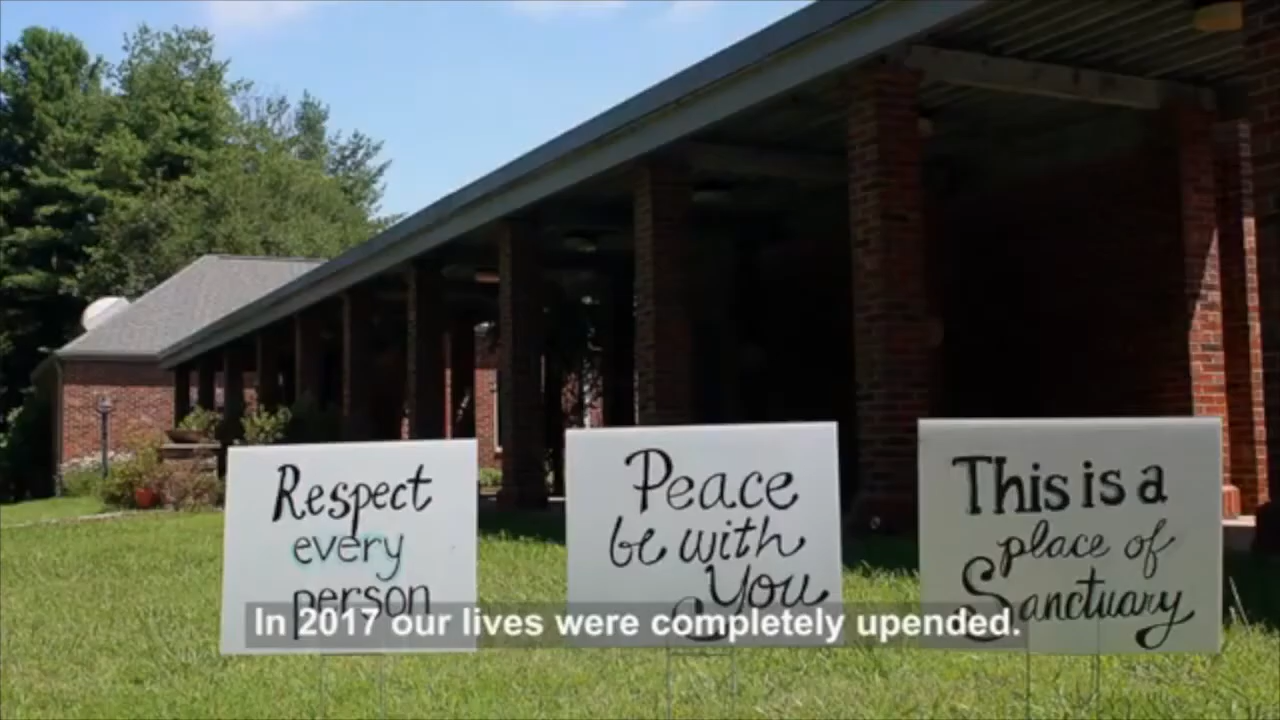 Respect
every
person
Peace
be with
You
This is a
place of
Sanctuary
In 2017 our lives were completely upended.